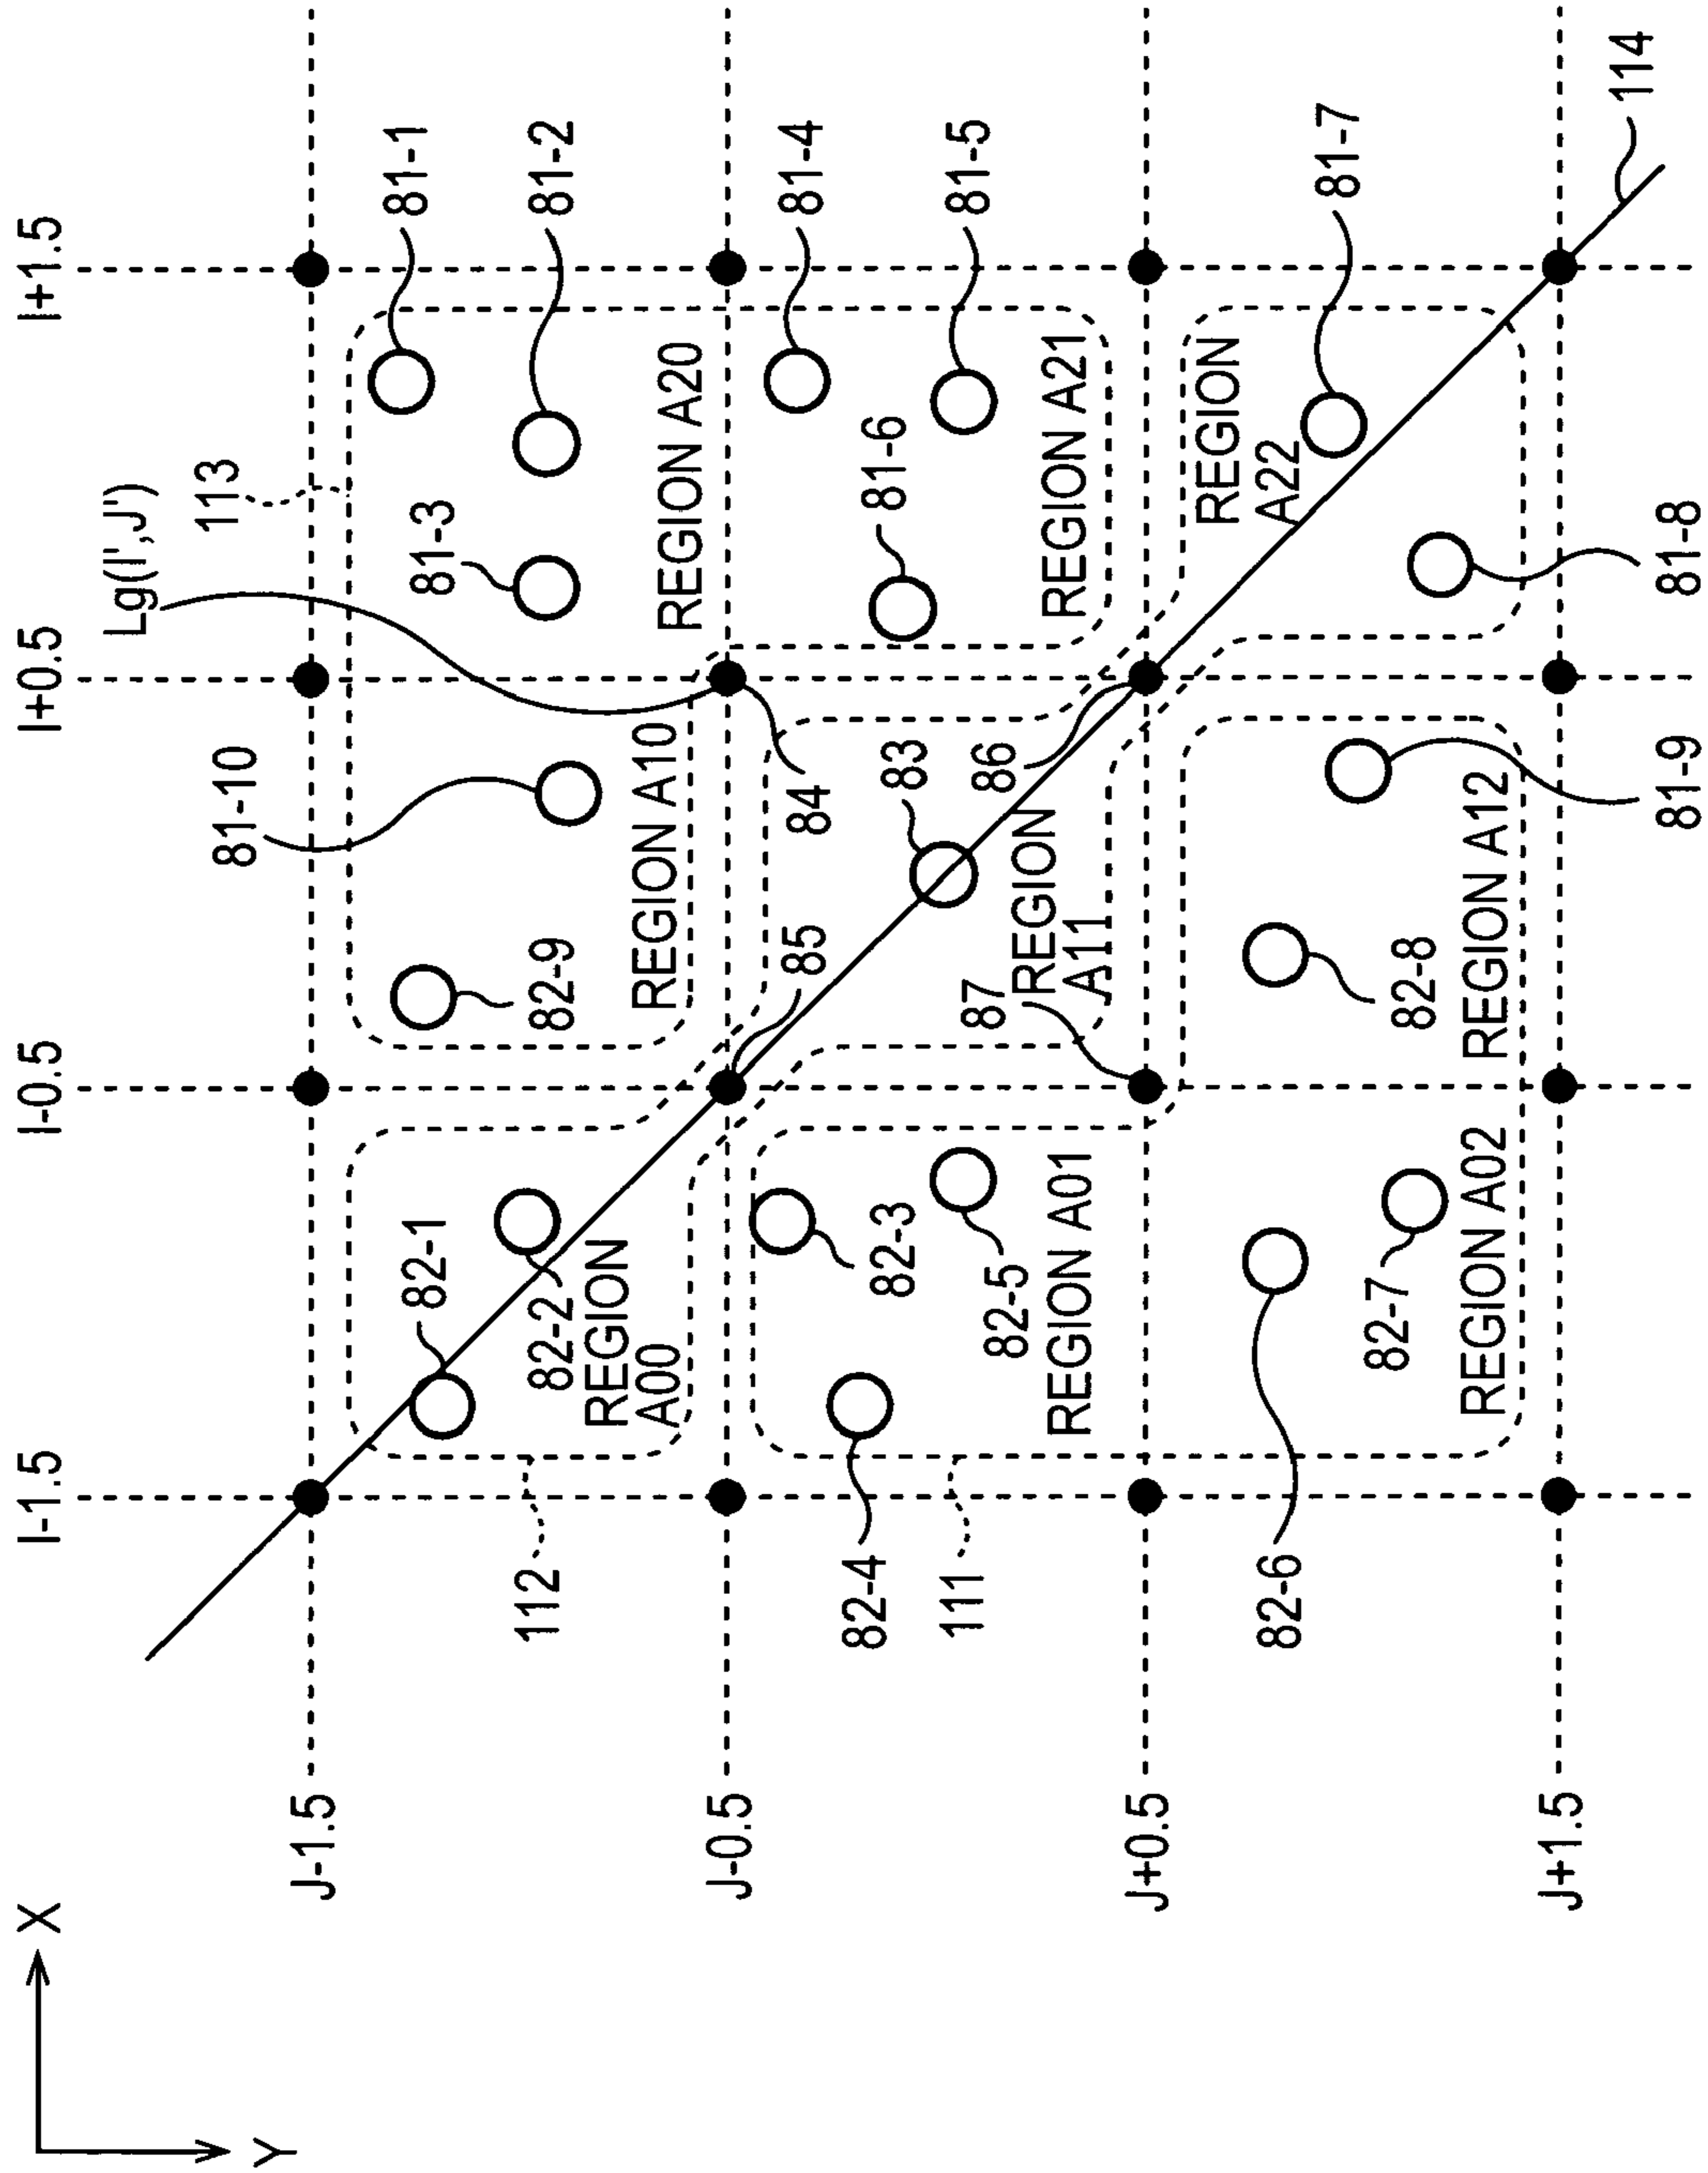 X
I-1.5
I-0.5
I+0.5
I+1.5
Lg(I',J')
113
81-10
Y
J-1.5
81-1
82-1
81-3
112
82-2
82-9
81-2
REGION
A00
REGION A10
REGION A20
J-0.5
85
84
81-4
82-4
82-3
83
81-6
111
82-5
87
86
81-5
REGION
A11
REGION A01
REGION A21
J+0.5
REGION
A22
82-6
81-7
82-7
82-8
REGION A02
REGION A12
J+1.5
114
81-9
81-8